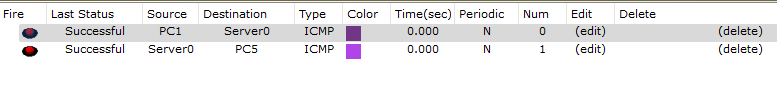 Fire Last Status Source Destination Type Color Time(sec) Periodic Num Edit Delete
Successful PC1 Server0 ICMP 0.000 N 0 (edit) (delete)
Successful Server0 PC5 ICMP 0.000 N 1 (edit) (delete)